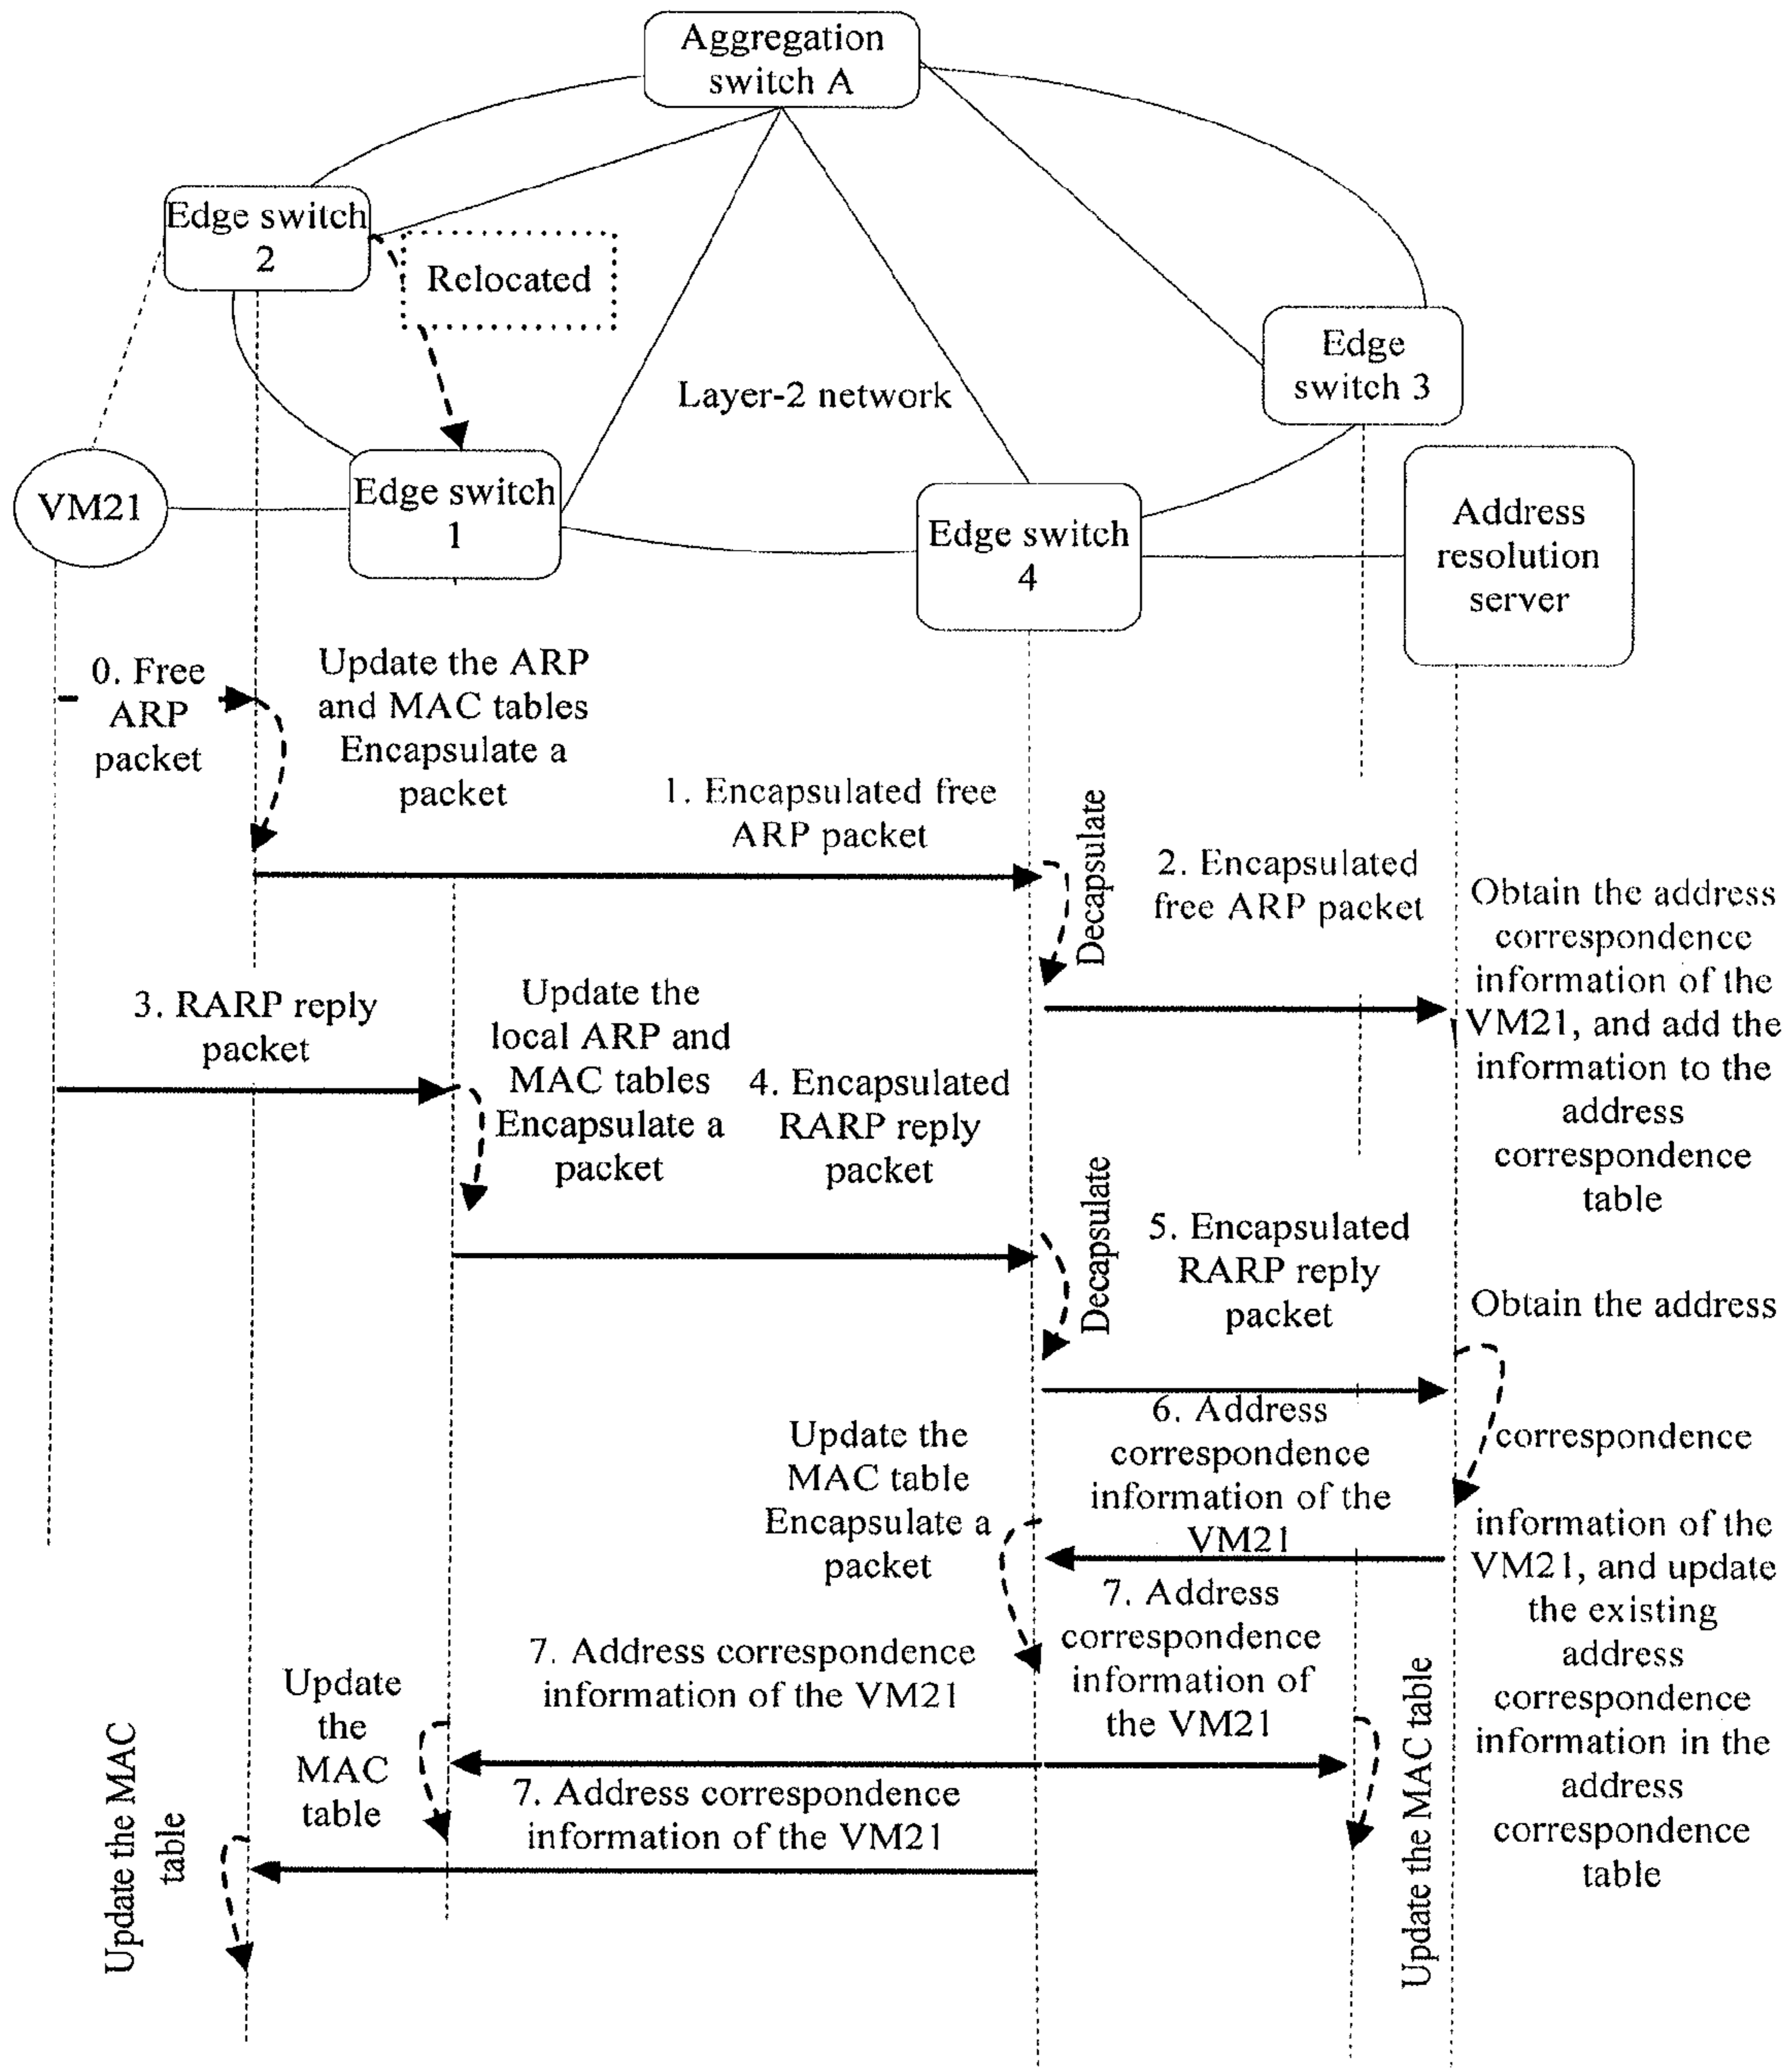 Aggregation
switch A
Edge switch
2
Relocated
Edge
switch 3
Layer-2 network
VM21
Edge switch
1
Edge switch
4
Address
resolution
server
0. Free
ARP
packet
Update the ARP
and MAC tables
Encapsulate a
packet
1. Encapsulated free
ARP packet
Decapsulate
2. Encapsulated
free ARP packet
Obtain the address
correspondence
information of the
VM21, and add the
information to the
address
correspondence
table
3. RARP reply
packet
Update the
local ARP and
MAC tables
Encapsulate a
packet
4. Encapsulated
RARP reply
packet
Decapsulate
5. Encapsulated
RARP reply
packet
Obtain the address
correspondence
information of the
VM21, and update
the existing
address
correspondence
information in the
address
correspondence
table
6. Address
correspondence
information of the
VM21
Update the
MAC table
Encapsulate a
packet
7. Address
correspondence
information of
the VM21
7. Address correspondence
information of the VM21
Update
the
MAC
table
Update the MAC table
7. Address correspondence
information of the VM21
Update the MAC
table